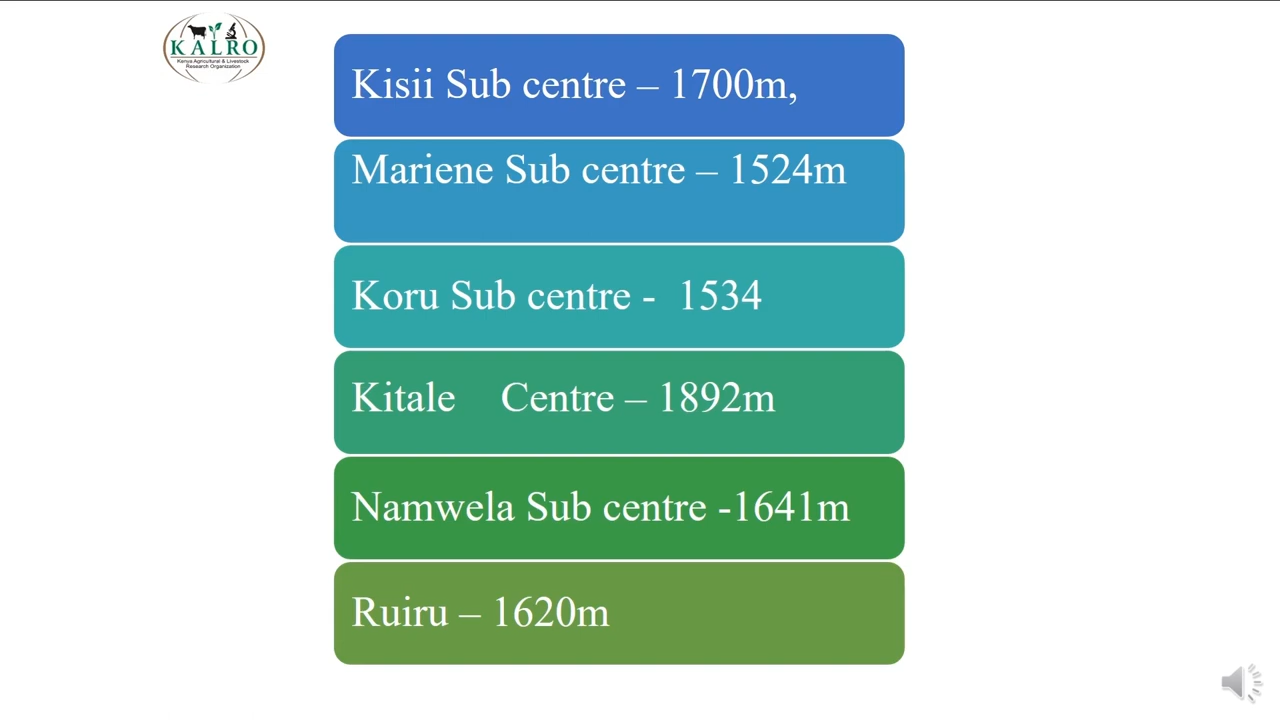 KALRO
Kenya Agricultural & Livestock
Research Organization
Kisii Sub centre – 1700m,
Mariene Sub centre – 1524m
Koru Sub centre - 1534
Kitale Centre – 1892m
Namwela Sub centre -1641m
Ruiru – 1620m